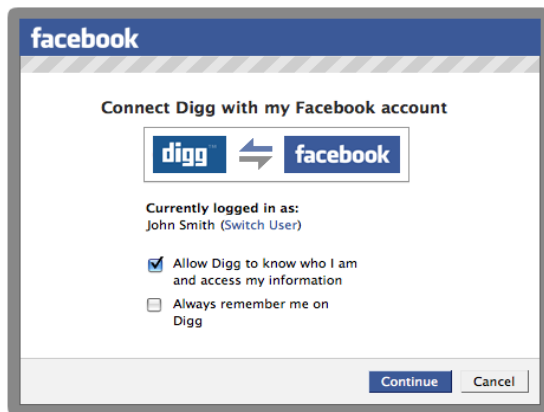 facebook
Connect Digg with my Facebook account
digg™ facebook
Currently logged in as:
John Smith (Switch User)
Allow Digg to know who I am
and access my information
Always remember me on
Digg
Continue Cancel